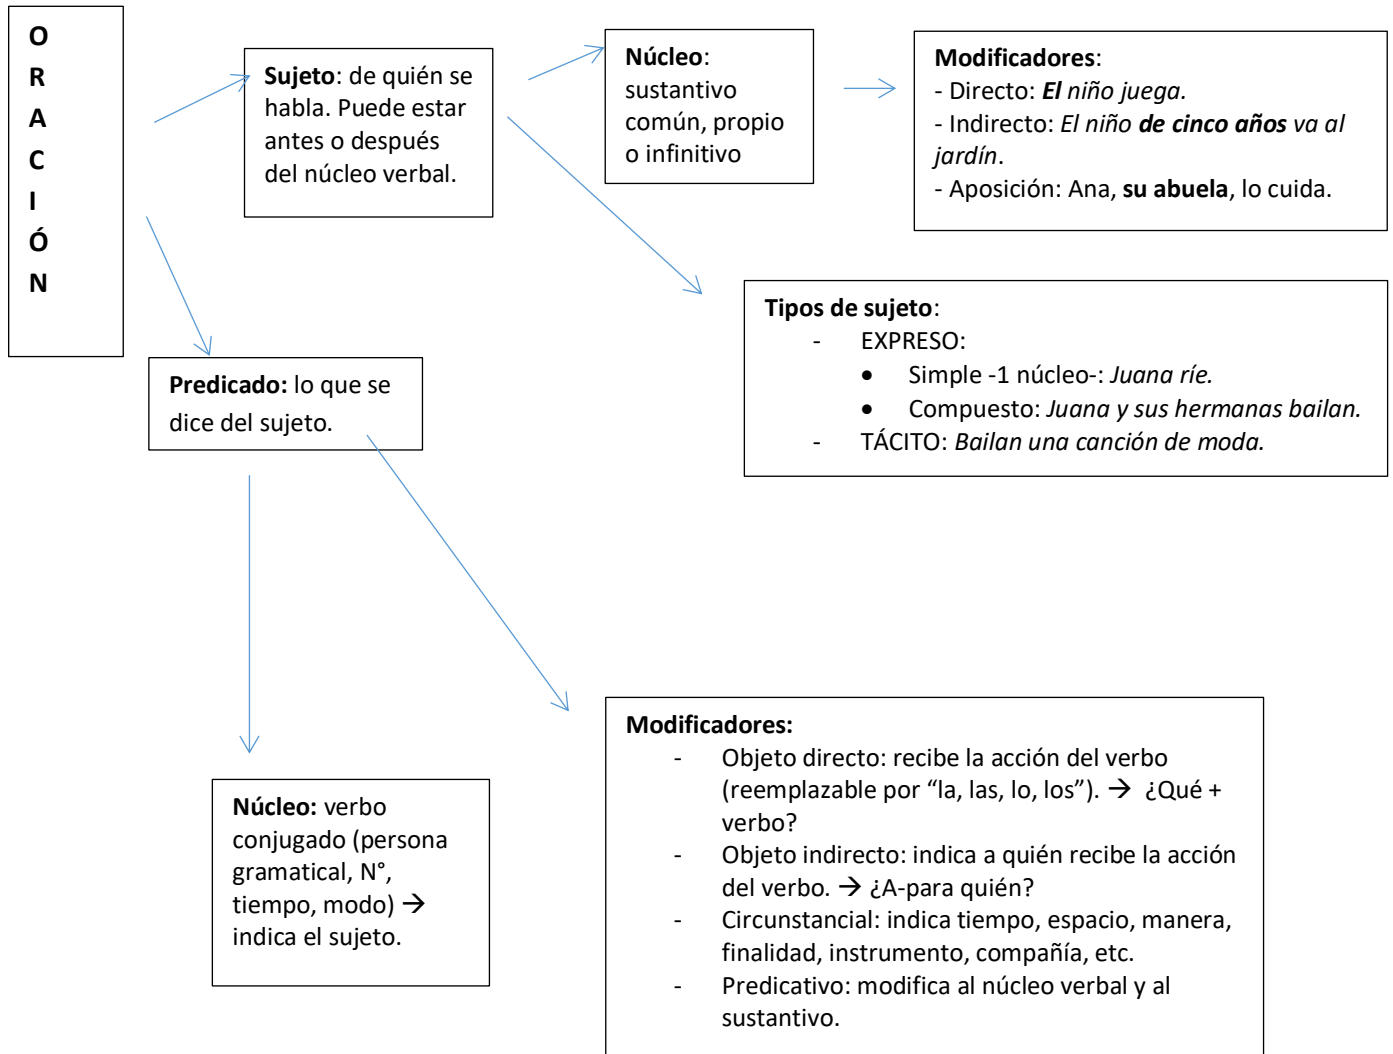 O
R
A
C
I
Ó
N
Sujeto: de quién se
habla. Puede estar
antes o después
del núcleo verbal.
Núcleo:
sustantivo
común, propio
o infinitivo
Modificadores:
- Directo: El niño juega.
- Indirecto: El niño de cinco años va al
jardín.
- Aposición: Ana, su abuela, lo cuida.
Tipos de sujeto:
- EXPRESO:
• Simple -1 núcleo-: Juana ríe.
• Compuesto: Juana y sus hermanas bailan.
- TÁCITO: Bailan una canción de moda.
Predicado: lo que se
dice del sujeto.
Núcleo: verbo
conjugado (persona
gramatical, N°,
tiempo, modo) →
indica el sujeto.
Modificadores:
- Objeto directo: recibe la acción del verbo
(reemplazable por “la, las, lo, los”). → ¿Qué +
verbo?
- Objeto indirecto: indica a quién recibe la acción
del verbo. → ¿A-para quién?
- Circunstancial: indica tiempo, espacio, manera,
finalidad, instrumento, compañía, etc.
- Predicativo: modifica al núcleo verbal y al
sustantivo.